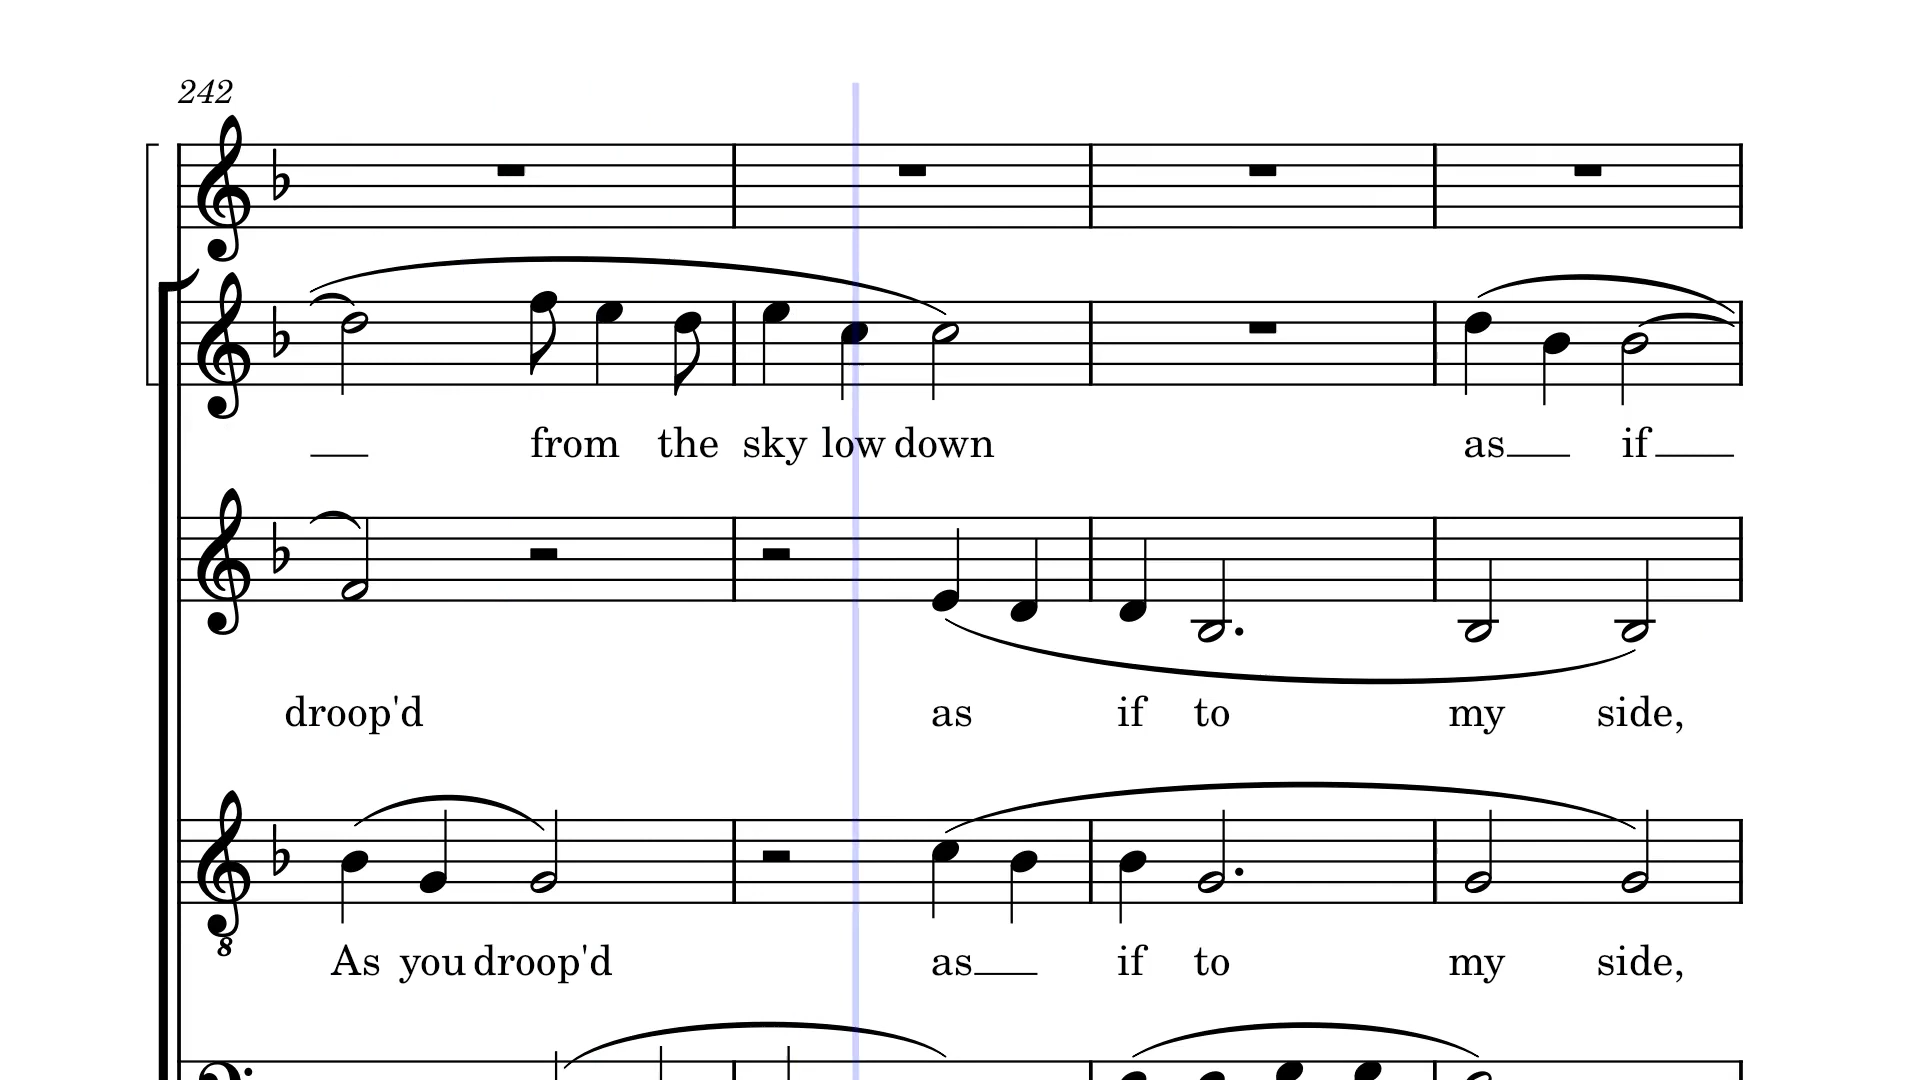 242
from the sky low down as if
droop'd as if to my side,
8
As you droop'd as if to my side,